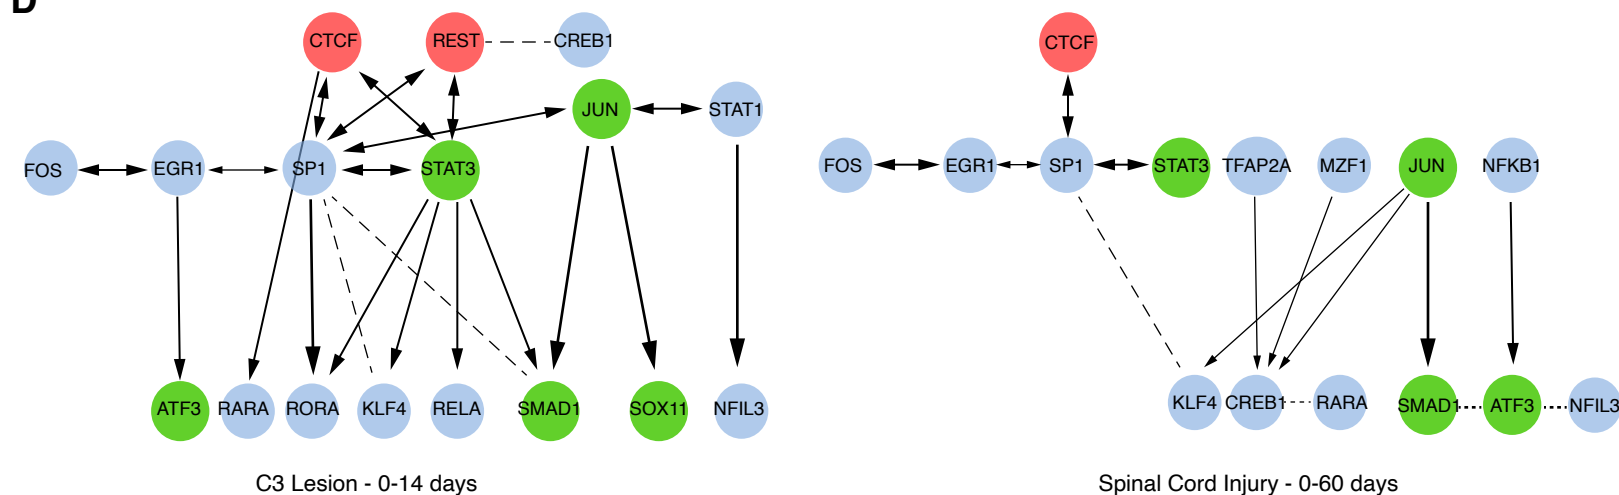 D
CTCF REST CREB1 CTCF
JUN STAT1
FOS EGR1 SP1 STAT3 FOS EGR1 SP1 STAT3 TFAP2A MZF1 JUN NFKB1
ATF3 RARA RORA KLF4 RELA SMAD1 SOX11 NFIL3 KLF4 CREB1 RARA SMAD1 ATF3 NFIL3
C3 Lesion - 0-14 days Spinal Cord Injury - 0-60 days